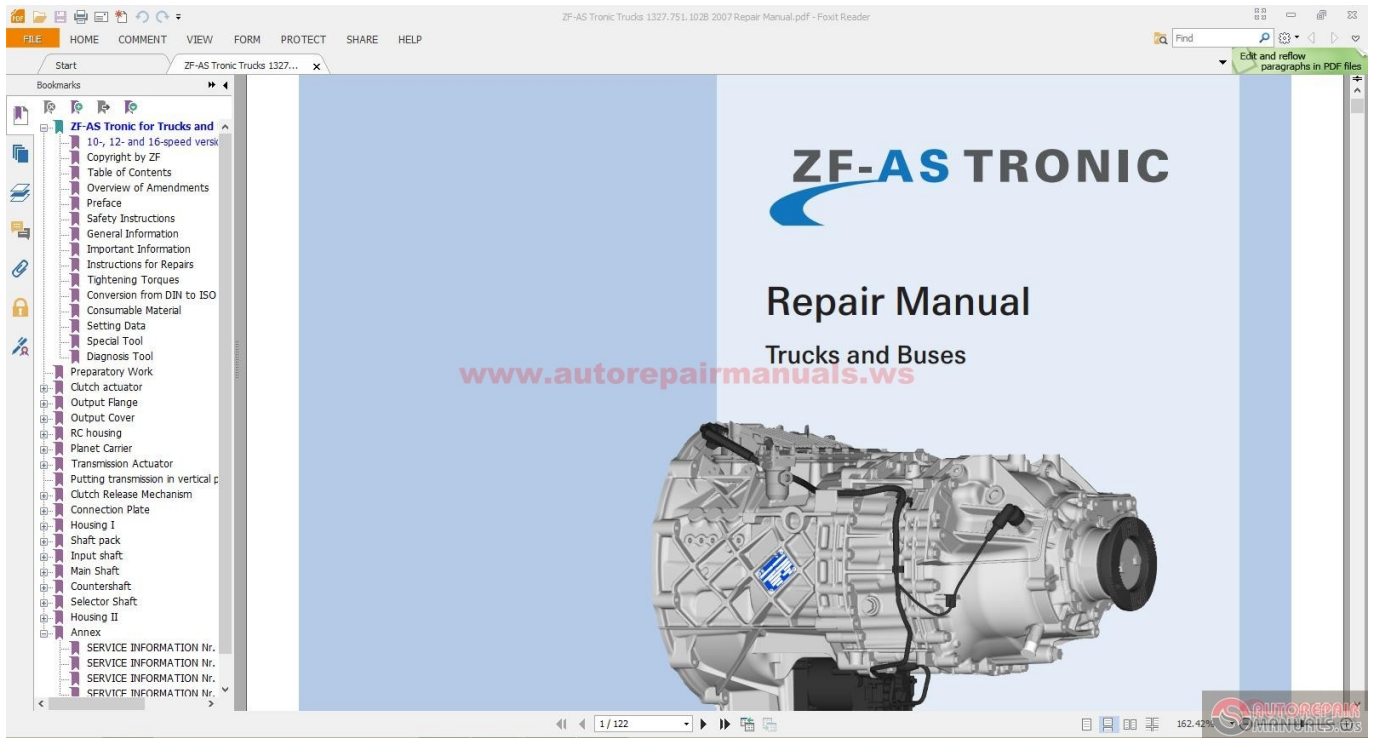 ZF-AS Tronic Trucks 1327.751.102B 2007 Repair Manual.pdf - Foxit Reader
FILE HOME COMMENT VIEW FORM PROTECT SHARE HELP
Find
Start
ZF-AS Tronic Trucks 1327...
Edit and reflow
paragraphs in PDF files
Bookmarks
ZF-AS Tronic for Trucks and
10-, 12- and 16-speed versic
Copyright by ZF
Table of Contents
Overview of Amendments
Preface
Safety Instructions
General Information
Important Information
Instructions for Repairs
Tightening Torques
Conversion from DIN to ISO
Consumable Material
Setting Data
Special Tool
Diagnosis Tool
Preparatory Work
Clutch actuator
Output Flange
Output Cover
RC housing
Planet Carrier
Transmission Actuator
Putting transmission in vertical p
Clutch Release Mechanism
Connection Plate
Housing I
Shaft pack
Input shaft
Main Shaft
Countershaft
Selector Shaft
Housing II
Annex
SERVICE INFORMATION Nr.
SERVICE INFORMATION Nr.
SERVICE INFORMATION Nr.
SERVICE INFORMATION Nr.
ZF-AS TRONIC
Repair Manual
Trucks and Buses
www.autorepairmanuals.ws
1 / 122
162.42%
AUTOREPAIR
MANUALS.WS